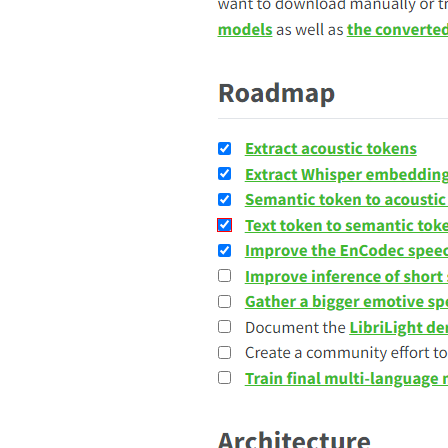 want to download manually or
models as well as the converted
Roadmap
Extract acoustic tokens
Extract Whisper embedding
Semantic token to acoustic
Text token to semantic toke
Improve the EnCodec speec
Improve inference of short
Gather a bigger emotive spe
Document the LibriLight de
Create a community effort to
Train final multi-language
Architecture